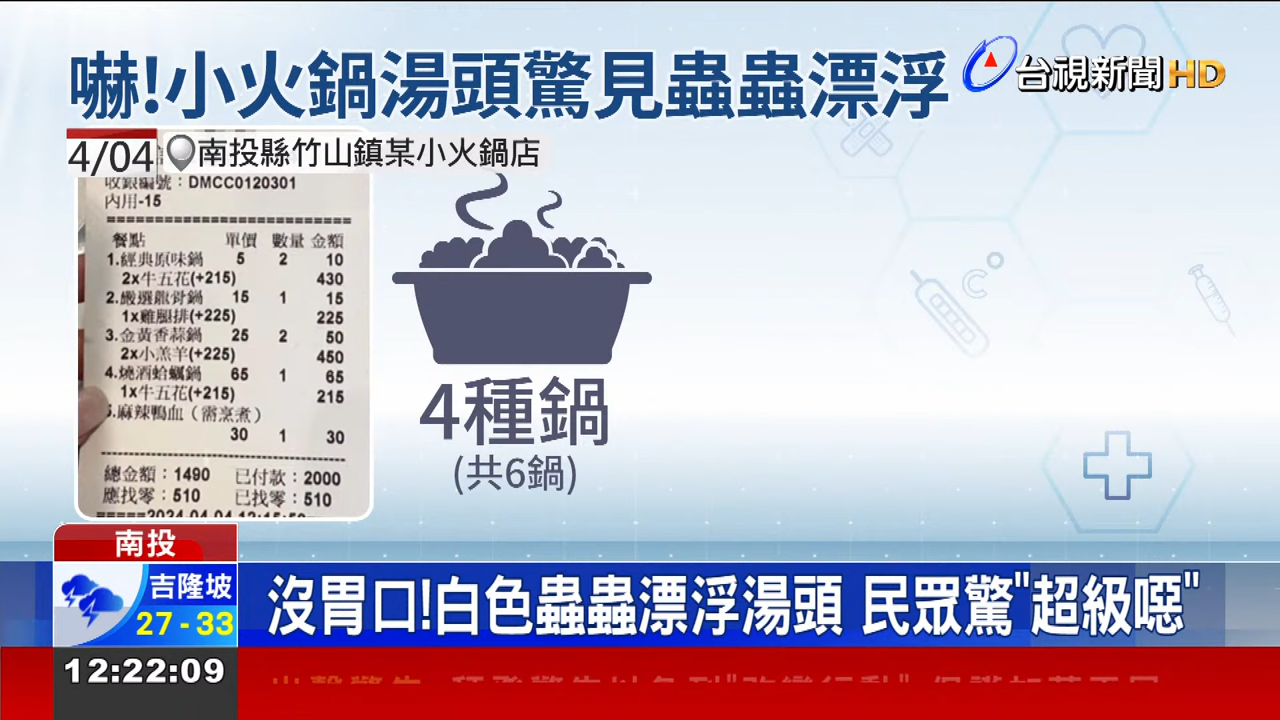 嚇!小火鍋湯頭驚見蟲蟲漂浮
台視新聞HD
4/04
南投縣竹山鎮某小火鍋店
收銀編號：DMCC0120301
內用-15
餐點 單價 數量 金額
1.經典原味鍋 5 2 10
2x牛五花(+215) 430
2.嚴選龍骨鍋 15 1 15
1x雞腿排(+225) 225
3.金黃香蒜鍋 25 2 50
2x小羔羊(+225) 450
4.燒酒蛤蠣鍋 65 1 65
1x牛五花(+215) 215
5.麻辣鴨血（需烹煮）
30 1 30
總金額：1490 已付款：2000
應找零：510 已找零：510
4種鍋
(共6鍋)
南投
吉隆坡
27-33
沒胃口!白色蟲蟲漂浮湯頭 民眾驚"超級噁"
12:22:09